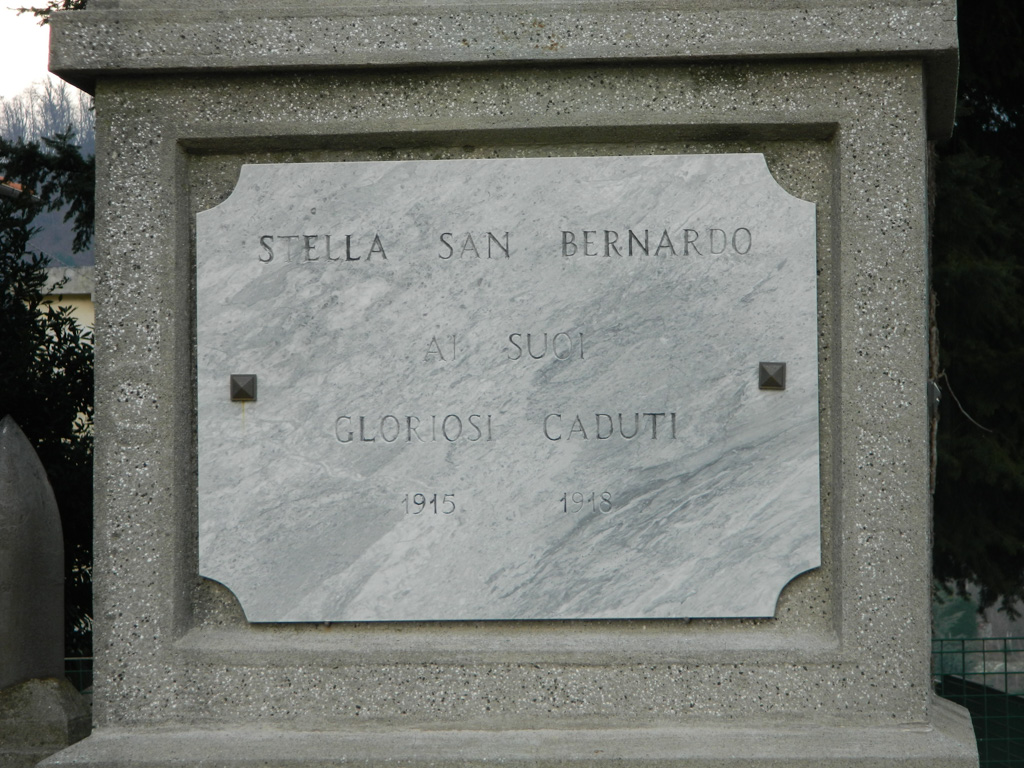 STELLA SAN BERNARDO
AI SUOI
GLORIOSI CADUTI
1915 1918